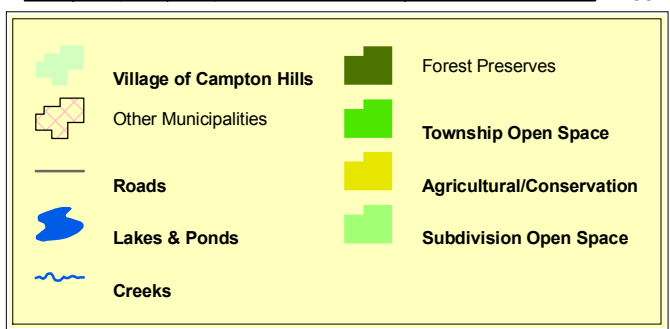 Village of Campton Hills
Other Municipalities
Roads
Lakes & Ponds
Creeks
Forest Preserves
Township Open Space
Agricultural/Conservation
Subdivision Open Space